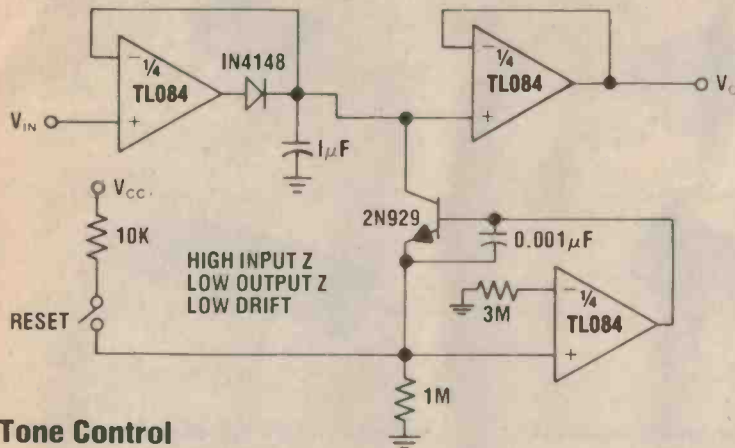 IN4148
1/4
TL084
−
+
V_IN
1µF
1/4
TL084
−
+
V_CC.
10K
RESET
HIGH INPUT Z
LOW OUTPUT Z
LOW DRIFT
2N929
0.001µF
3M
1/4
TL084
−
+
1M
Tone Control